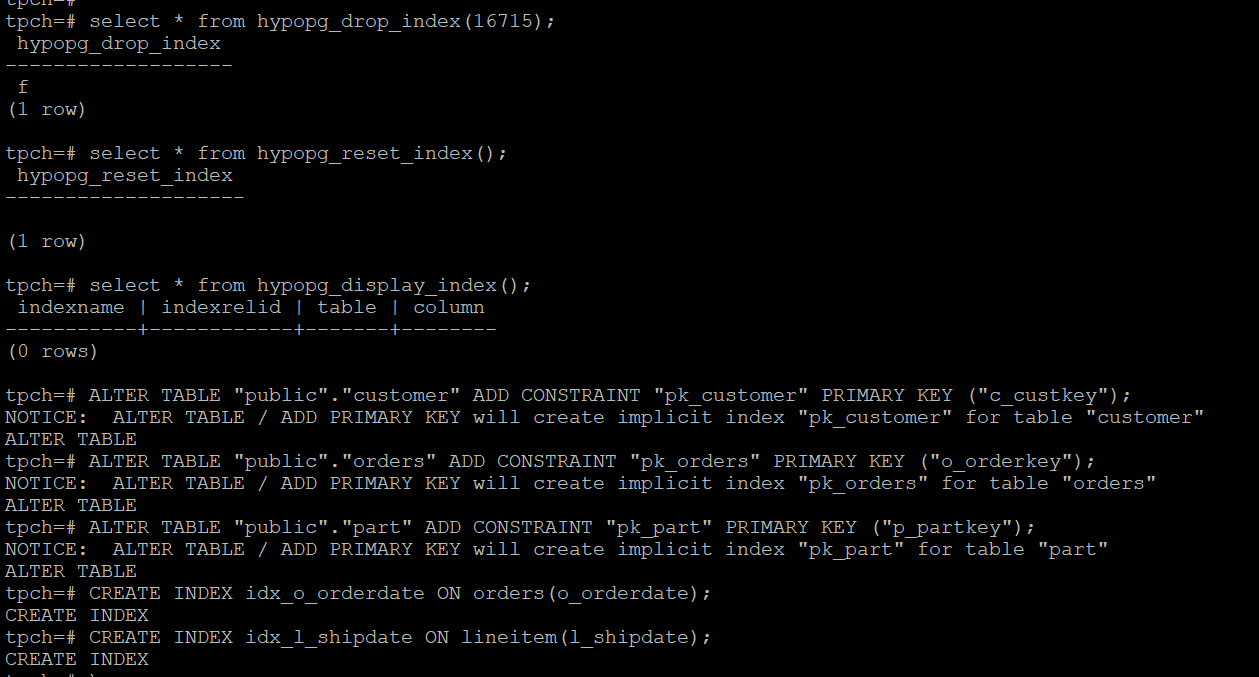 tpch=#
tpch=# select * from hypopg_drop_index(16715);
 hypopg_drop_index
-------------------
 f
(1 row)

tpch=# select * from hypopg_reset_index();
 hypopg_reset_index
--------------------

(1 row)

tpch=# select * from hypopg_display_index();
 indexname | indexrelid | table | column
-----------+------------+-------+--------
(0 rows)

tpch=# ALTER TABLE "public"."customer" ADD CONSTRAINT "pk_customer" PRIMARY KEY ("c_custkey");
NOTICE:  ALTER TABLE / ADD PRIMARY KEY will create implicit index "pk_customer" for table "customer"
ALTER TABLE
tpch=# ALTER TABLE "public"."orders" ADD CONSTRAINT "pk_orders" PRIMARY KEY ("o_orderkey");
NOTICE:  ALTER TABLE / ADD PRIMARY KEY will create implicit index "pk_orders" for table "orders"
ALTER TABLE
tpch=# ALTER TABLE "public"."part" ADD CONSTRAINT "pk_part" PRIMARY KEY ("p_partkey");
NOTICE:  ALTER TABLE / ADD PRIMARY KEY will create implicit index "pk_part" for table "part"
ALTER TABLE
tpch=# CREATE INDEX idx_o_orderdate ON orders(o_orderdate);
CREATE INDEX
tpch=# CREATE INDEX idx_l_shipdate ON lineitem(l_shipdate);
CREATE INDEX